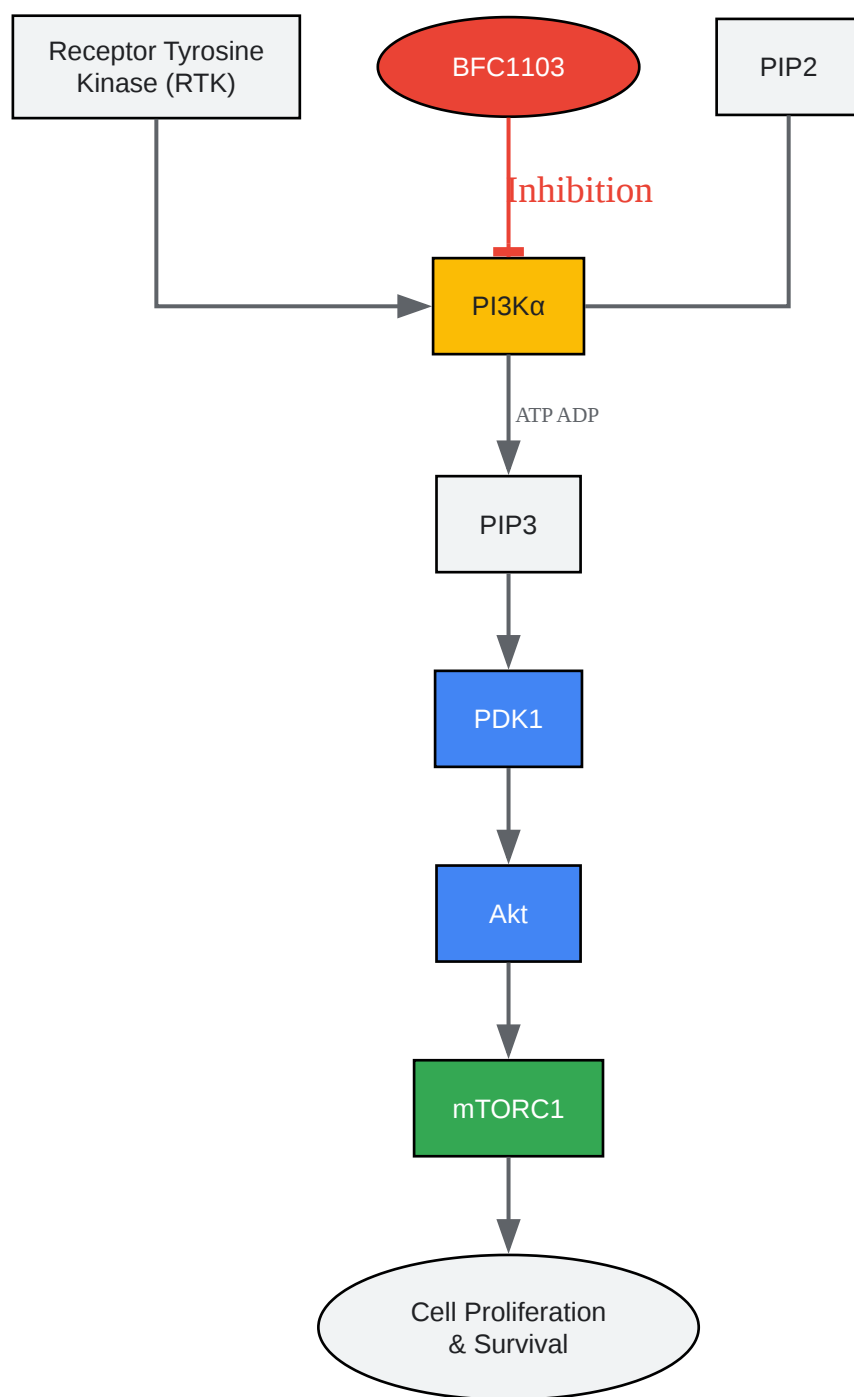 Receptor Tyrosine
Kinase (RTK)
BFC1103
PIP2
Inhibition
PI3Kα
ATP ADP
PIP3
PDK1
Akt
mTORC1
Cell Proliferation
& Survival